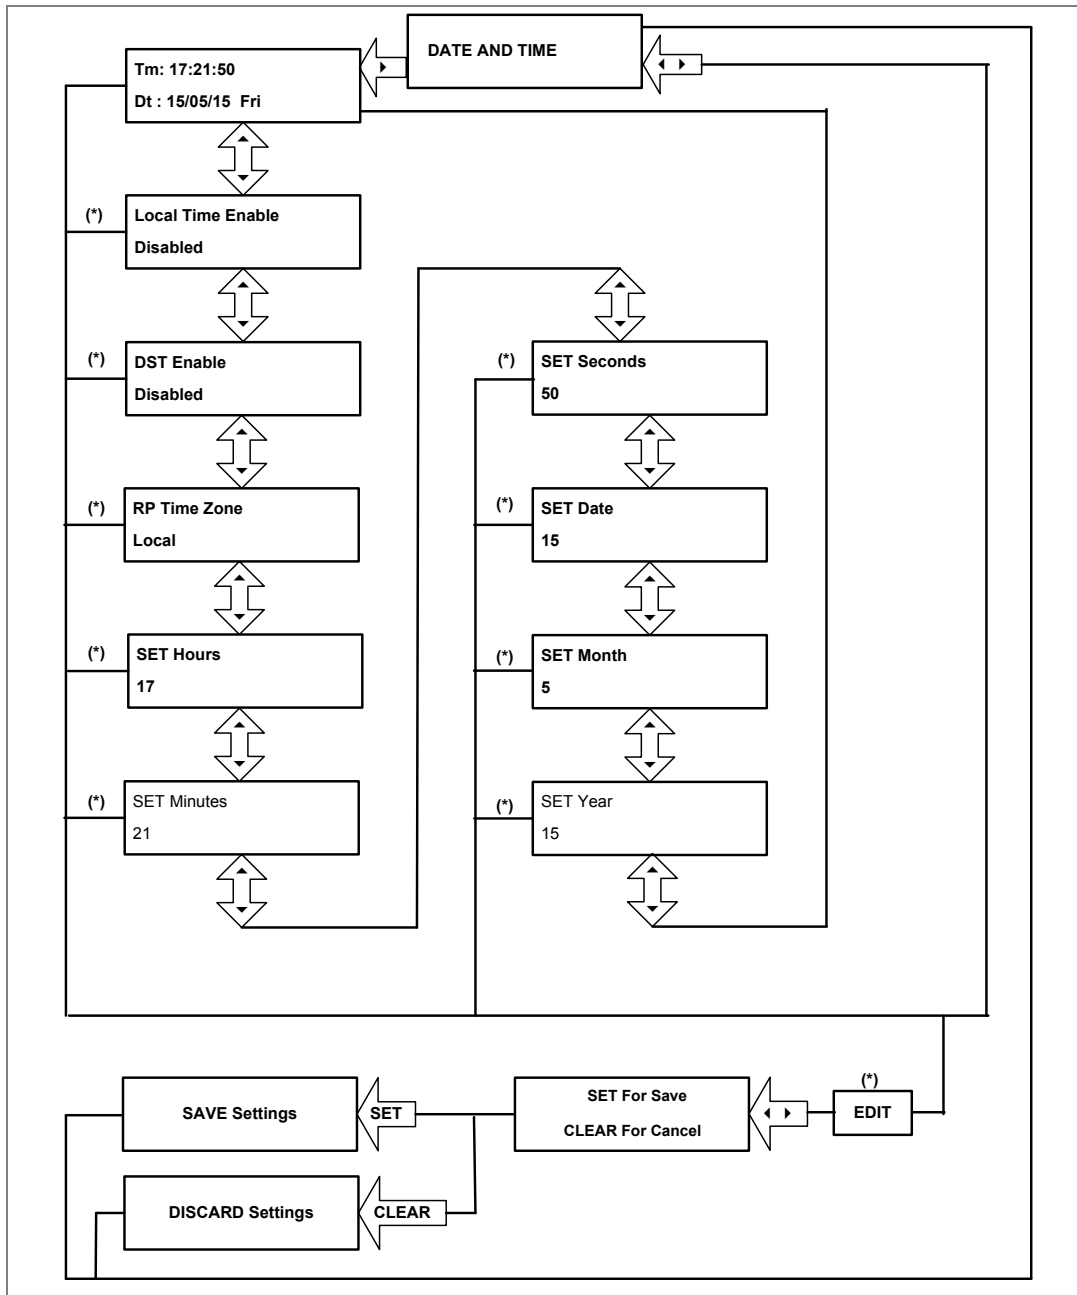 DATE AND TIME
Tm: 17:21:50
Dt : 15/05/15 Fri
(*)
Local Time Enable
Disabled
(*)
DST Enable
Disabled
(*)
RP Time Zone
Local
(*)
SET Hours
17
(*)
SET Minutes
21
(*)
SET Seconds
50
(*)
SET Date
15
(*)
SET Month
5
(*)
SET Year
15
(*)
EDIT
SET For Save
CLEAR For Cancel
SET
SAVE Settings
CLEAR
DISCARD Settings